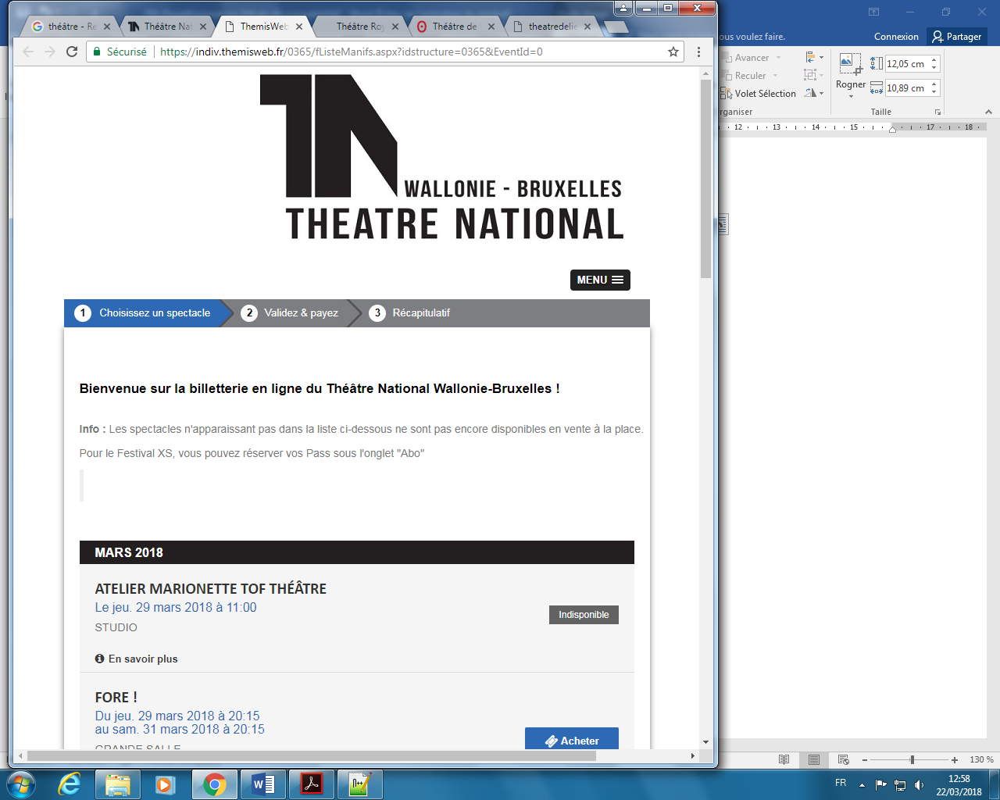 théâtre - Re
Théâtre Nat
ThemisWeb
Théâtre Roy
Théâtre de
theatredelie
Sécurisé
https://indiv.themisweb.fr/0365/fListeManifs.aspx?idstructure=0365&EventId=0
ous voulez faire.
Connexion
Partager
Avancer
Reculer
Volet Sélection
rganiser
Rogner
12,05 cm
10,89 cm
Taille
12 13 14 15 17 18
WALLONIE - BRUXELLES
THEATRE NATIONAL
MENU
1 Choisissez un spectacle
2 Validez & payez
3 Récapitulatif
Bienvenue sur la billetterie en ligne du Théâtre National Wallonie-Bruxelles !
Info : Les spectacles n'apparaissant pas dans la liste ci-dessous ne sont pas encore disponibles en vente à la place.
Pour le Festival XS, vous pouvez réserver vos Pass sous l'onglet "Abo"
MARS 2018
ATELIER MARIONETTE TOF THÉÂTRE
Le jeu. 29 mars 2018 à 11:00
STUDIO
Indisponible
En savoir plus
FORE !
Du jeu. 29 mars 2018 à 20:15
au sam. 31 mars 2018 à 20:15
GRANDE SALLE
Acheter
130 %
FR
12:58
22/03/2018